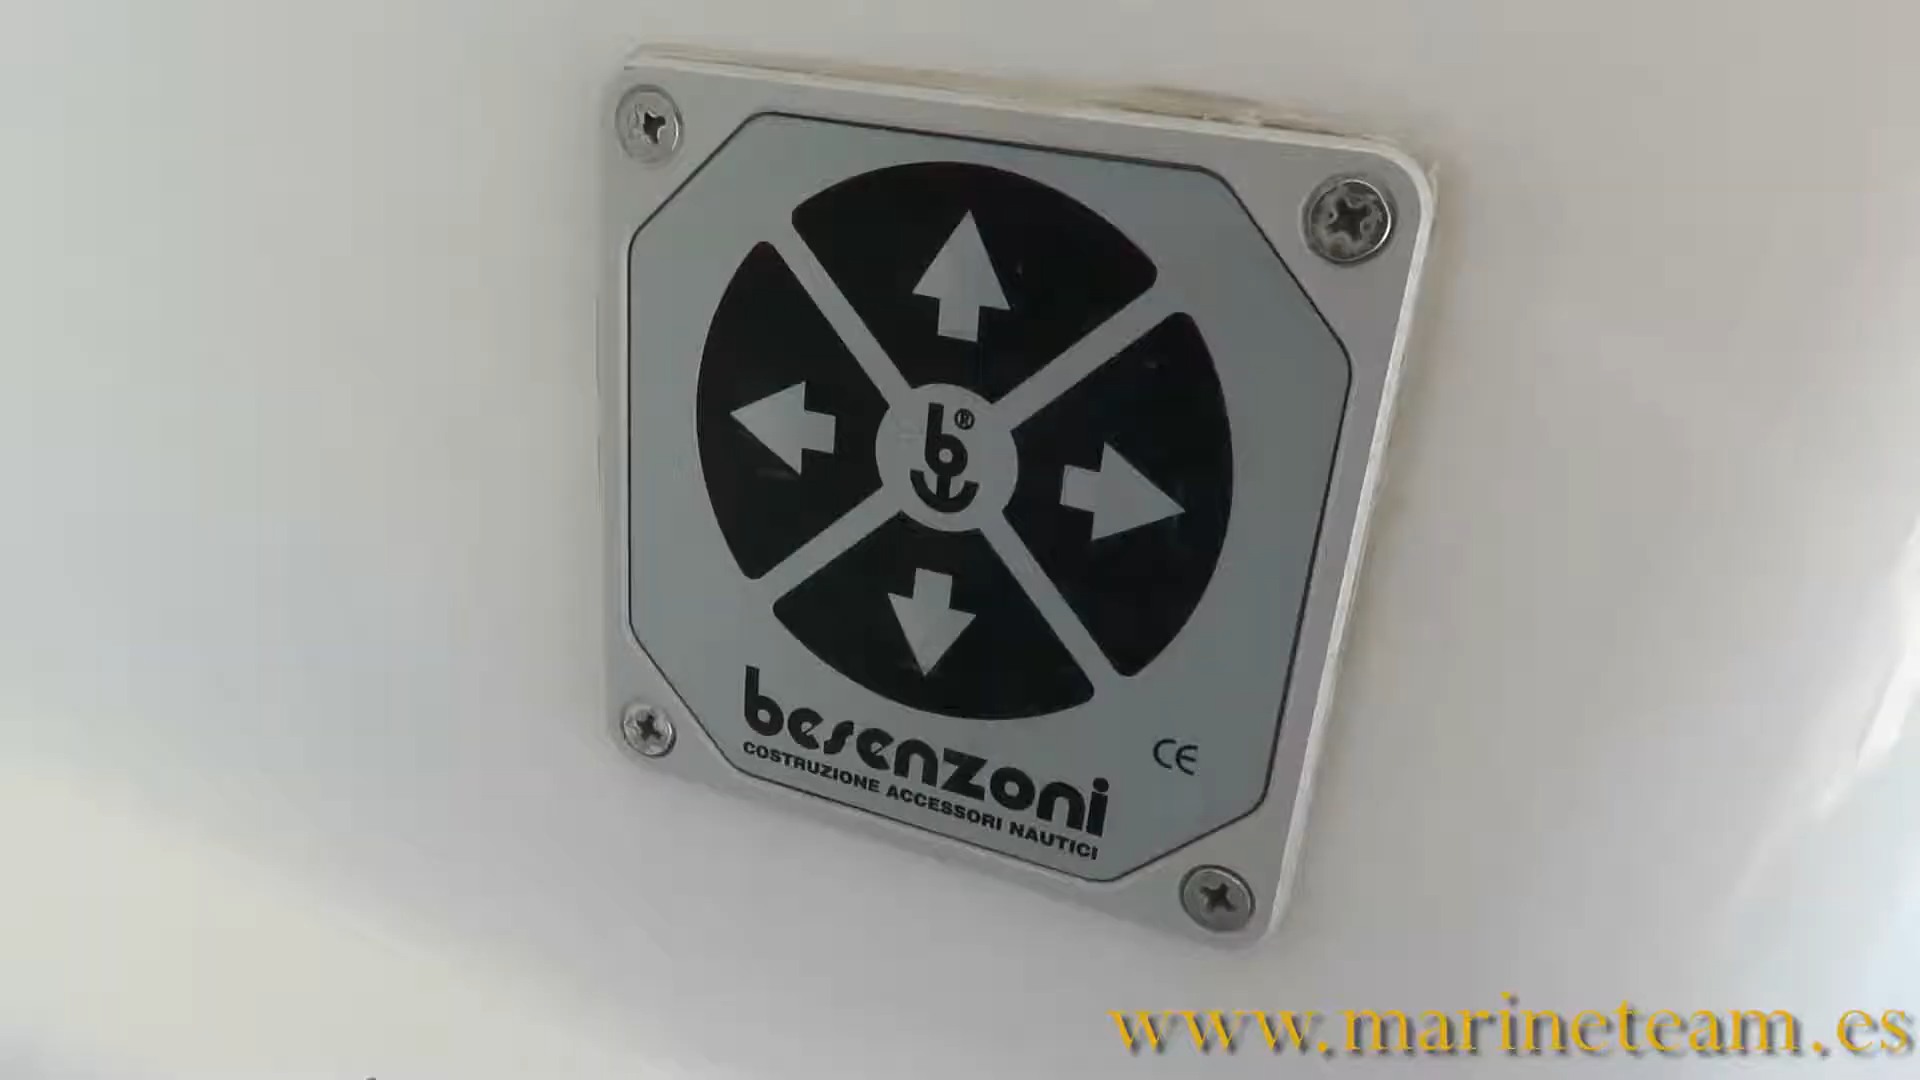 b®
besenzoni
COSTRUZIONE ACCESSORI NAUTICI
CE
www.marineteam.es